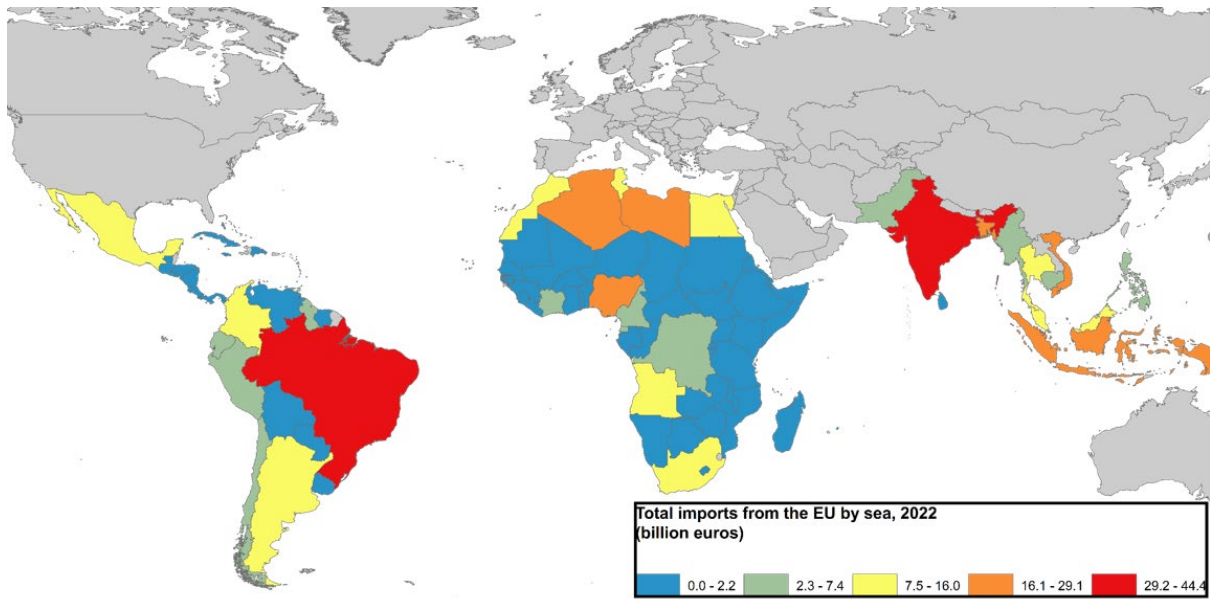 Total imports from the EU by sea, 2022
(billion euros)
0.0 - 2.2 2.3 - 7.4 7.5 - 16.0 16.1 - 29.1 29.2 - 44.4